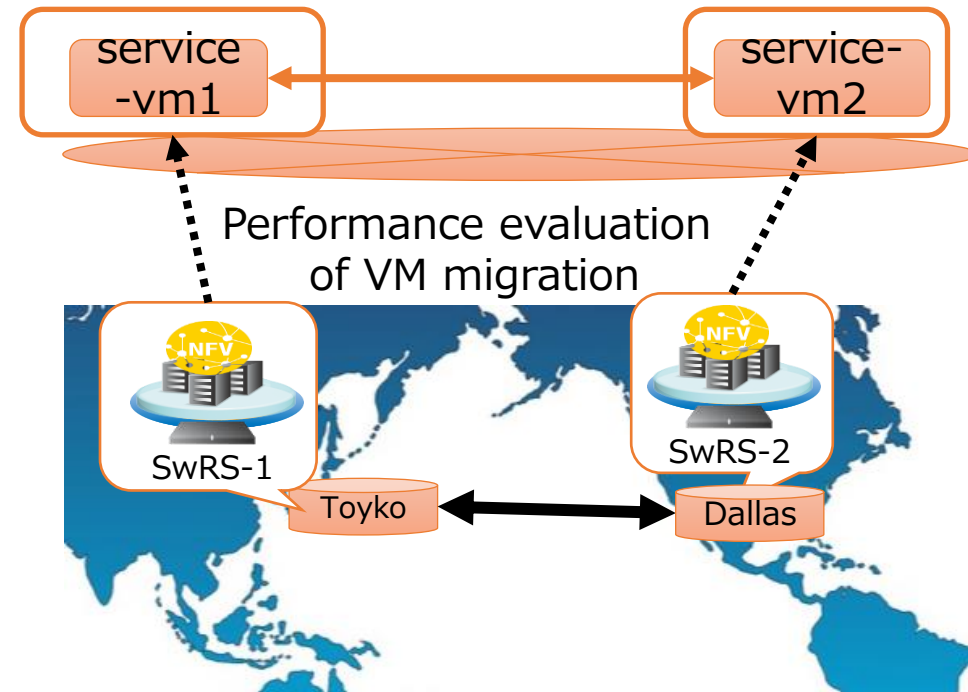 service
-vm1
service-
vm2
Performance evaluation
of VM migration
NFV
SwRS-1
NFV
SwRS-2
Toyko
Dallas